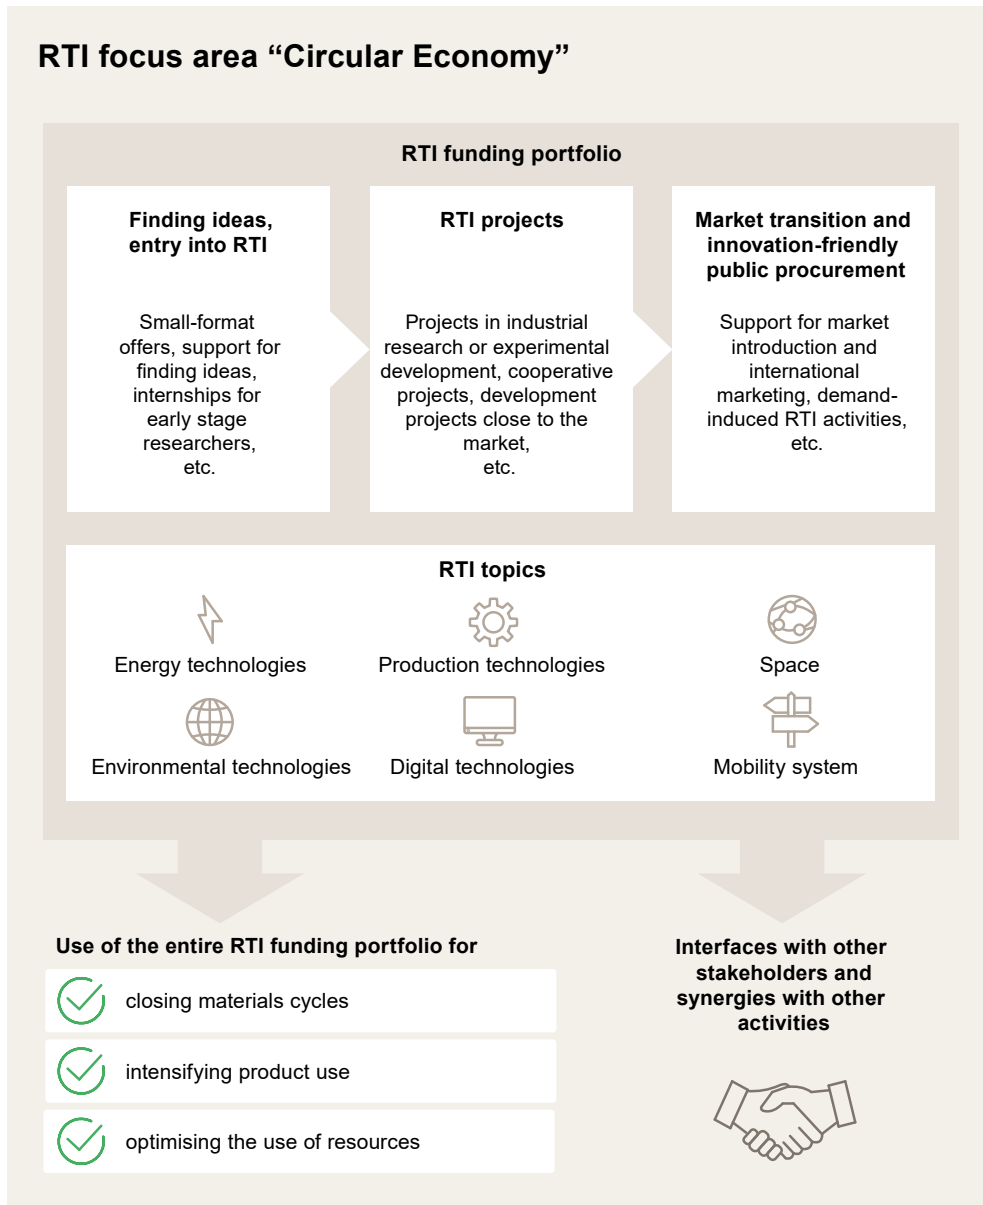 RTI focus area “Circular Economy”
RTI funding portfolio
Finding ideas,
entry into RTI
Small-format
offers, support for
finding ideas,
internships for
early stage
researchers,
etc.
RTI projects
Projects in industrial
research or experimental
development, cooperative
projects, development
projects close to the
market,
etc.
Market transition and
innovation-friendly
public procurement
Support for market
introduction and
international
marketing, demand-
induced RTI activities,
etc.
RTI topics
Energy technologies
Production technologies
Space
Environmental technologies
Digital technologies
Mobility system
Use of the entire RTI funding portfolio for
closing materials cycles
intensifying product use
optimising the use of resources
Interfaces with other
stakeholders and
synergies with other
activities